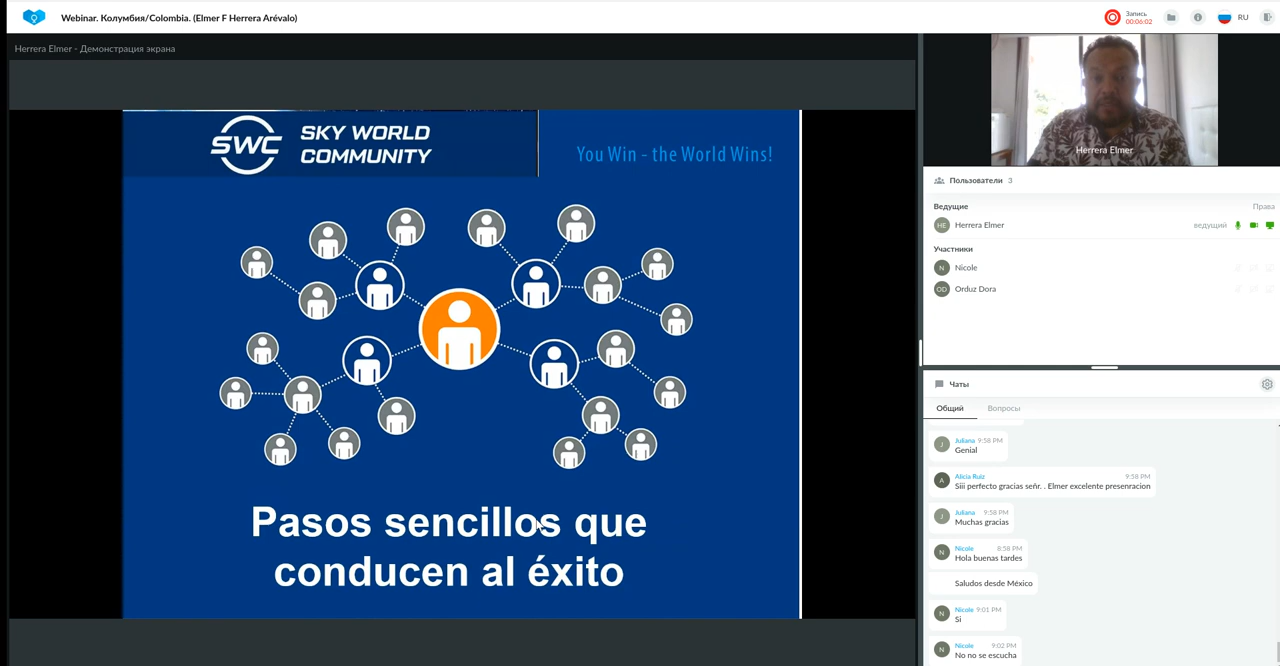 Webinar. Колумбия/Colombia. (Elmer F Herrera Arévalo)
Запись
00:06:02
RU
Herrera Elmer - Демонстрация экрана
SWC
SKY WORLD
COMMUNITY
You Win - the World Wins!
Pasos sencillos que
conducen al éxito
Herrera Elmer
Пользователи 3
Ведущие Права
HE Herrera Elmer ведущий
Участники
N Nicole
OD Orduz Dora
Чаты
Общий Вопросы
J Juliana 9:58 PM
Genial
A Alicia Ruiz 9:58 PM
Siii perfecto gracias señr. . Elmer excelente presenracion
J Juliana 9:58 PM
Muchas gracias
N Nicole 8:58 PM
Hola buenas tardes
Saludos desde México
N Nicole 9:01 PM
Si
N Nicole 9:02 PM
No no se escucha